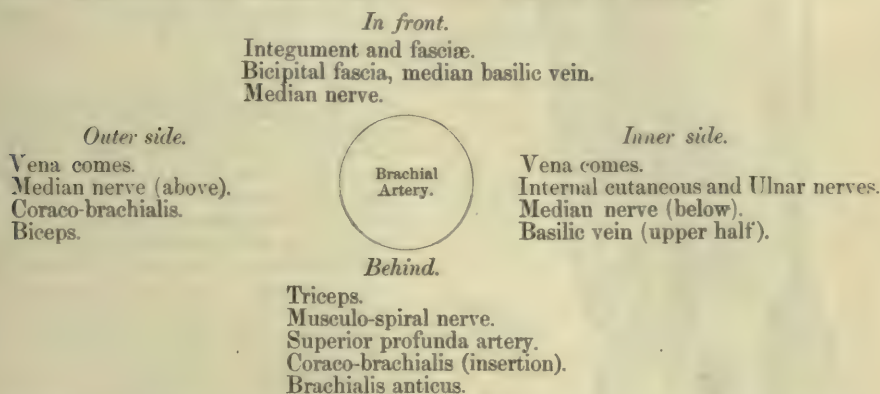 In front.
Integument and fasciæ.
Bicipital fascia, median basilic vein.
Median nerve.
Outer side.
Vena comes.
Median nerve (above).
Coraco-brachialis.
Biceps.
Brachial
Artery.
Inner side.
Vena comes.
Internal cutaneous and Ulnar nerves.
Median nerve (below).
Basilic vein (upper half).
Behind.
Triceps.
Musculo-spiral nerve.
Superior profunda artery.
Coraco-brachialis (insertion).
Brachialis anticus.